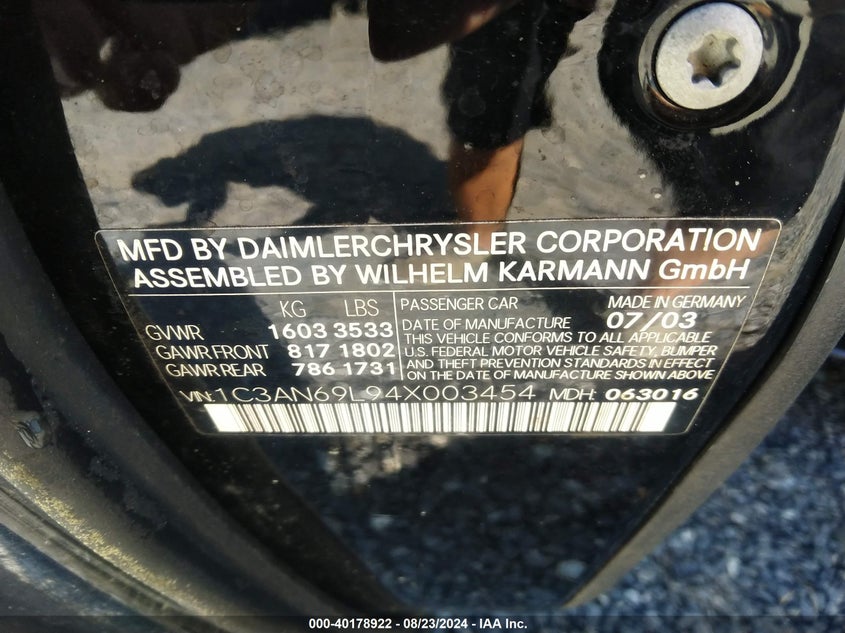 MFD BY DAIMLERCHRYSLER CORPORATION
ASSEMBLED BY WILHELM KARMANN GmbH
KG LBS
GVWR 1603 3533
GAWR FRONT 817 1802
GAWR REAR 786 1731
PASSENGER CAR MADE IN GERMANY
DATE OF MANUFACTURE 07/03
THIS VEHICLE CONFORMS TO ALL APPLICABLE
U.S. FEDERAL MOTOR VEHICLE SAFETY, BUMPER
AND THEFT PREVENTION STANDARDS IN EFFECT
ON THE DATE OF MANUFACTURE SHOWN ABOVE
VIN: 1C3AN69L94X003454 MDH: 063016
000-40178922 - 08/23/2024 - IAA Inc.